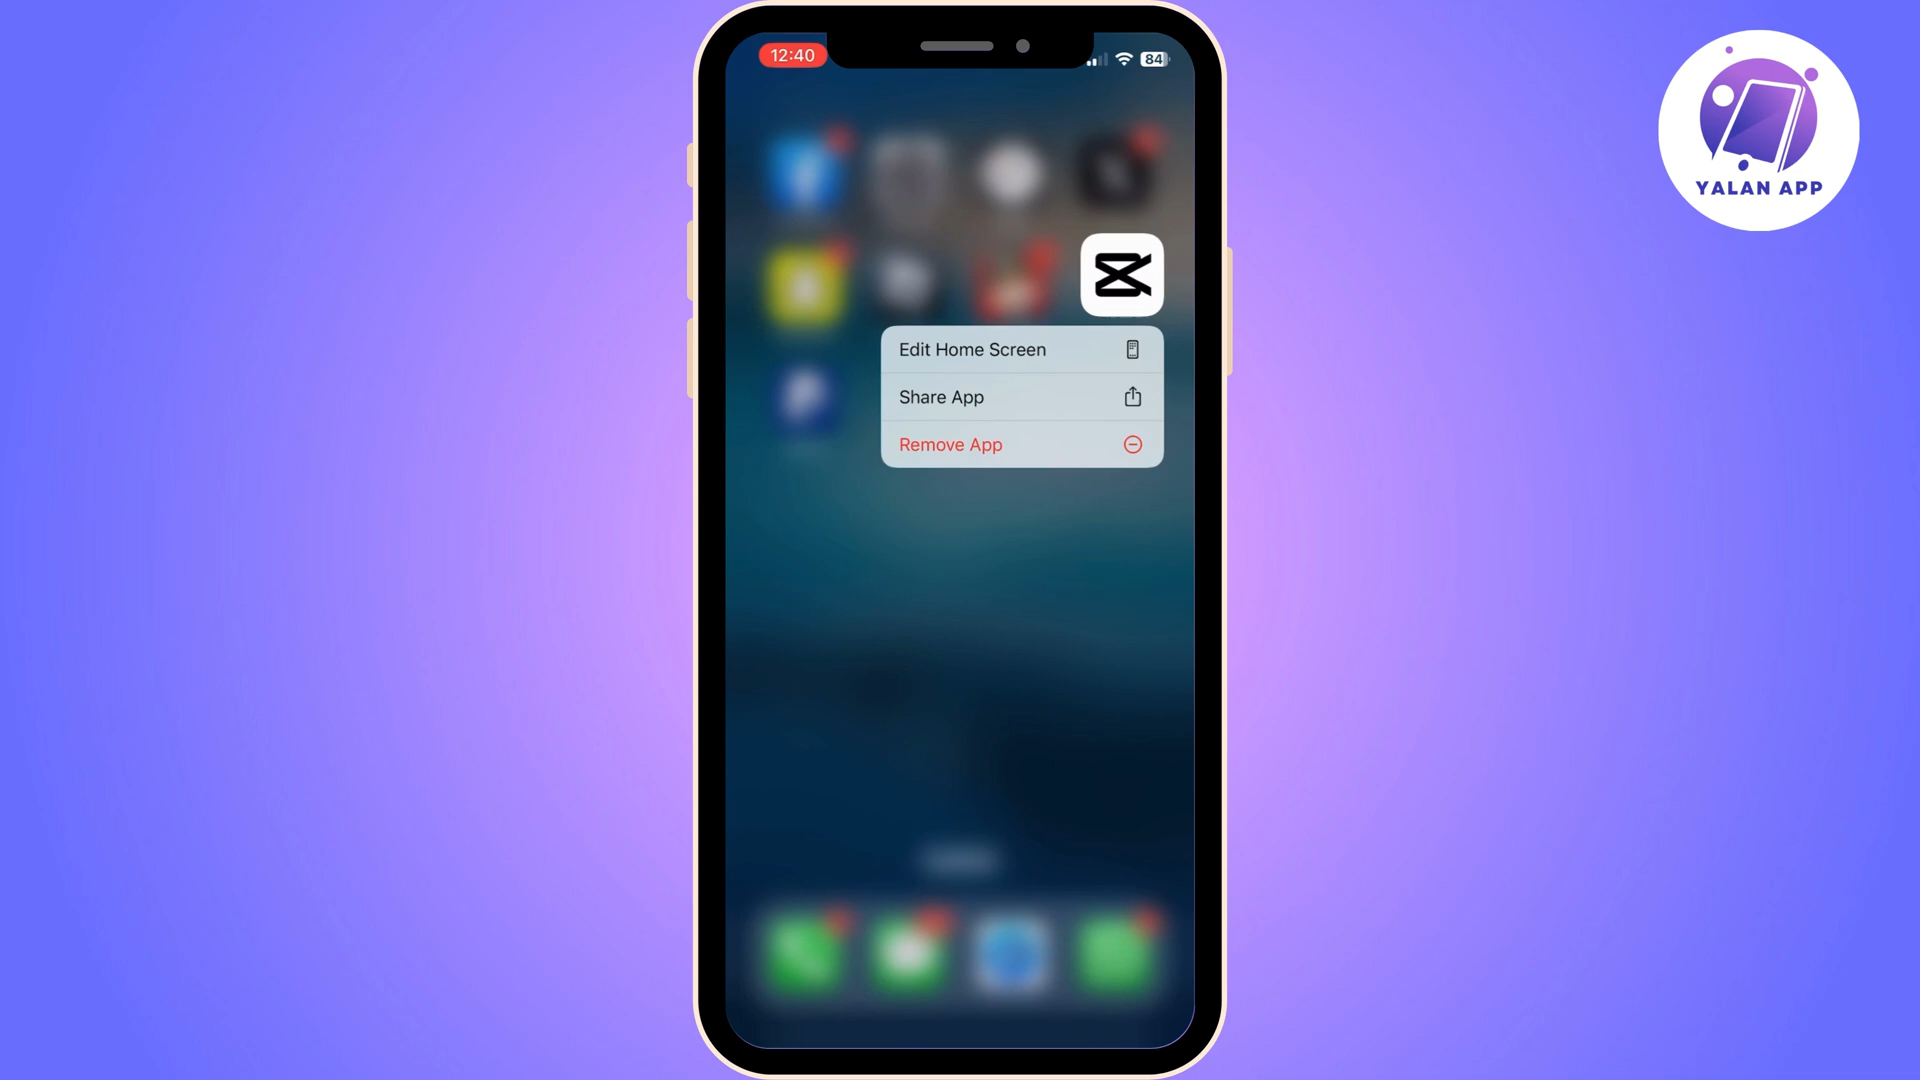 12:40
84
YALAN APP
Edit Home Screen
Share App
Remove App